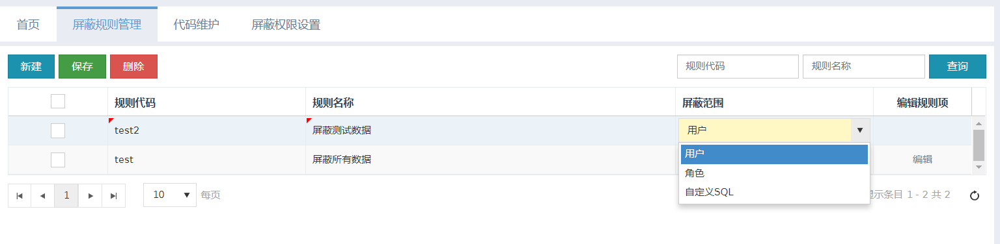 首页 屏蔽规则管理 代码维护 屏蔽权限设置
新建 保存 删除 规则代码 规则名称 查询
规则代码 规则名称 屏蔽范围 编辑规则项
test2 屏蔽测试数据 用户
用户
test 屏蔽所有数据 编辑
角色
自定义SQL
1 10 每页 示条目 1 - 2 共 2